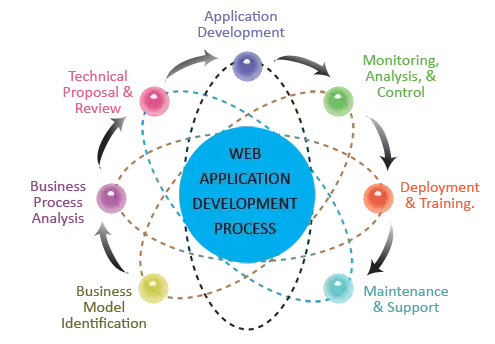 Application
Development
Monitoring,
Analysis, &
Control
Technical
Proposal &
Review
WEB
APPLICATION
DEVELOPMENT
PROCESS
Business
Process
Analysis
Deployment
& Training.
Business
Model
Identification
Maintenance
& Support